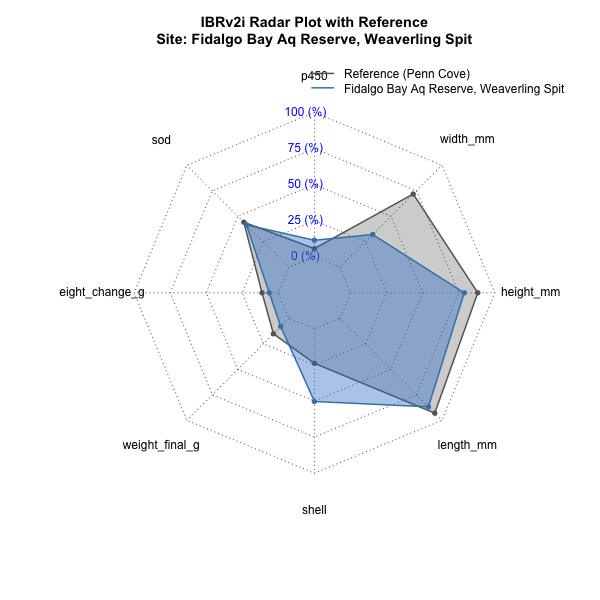 IBRv2i Radar Plot with Reference
Site: Fidalgo Bay Aq Reserve, Weaverling Spit
p450
Reference (Penn Cove)
Fidalgo Bay Aq Reserve, Weaverling Spit
100 (%)
sod
width_mm
75 (%)
50 (%)
25 (%)
0 (%)
eight_change_g
height_mm
weight_final_g
length_mm
shell